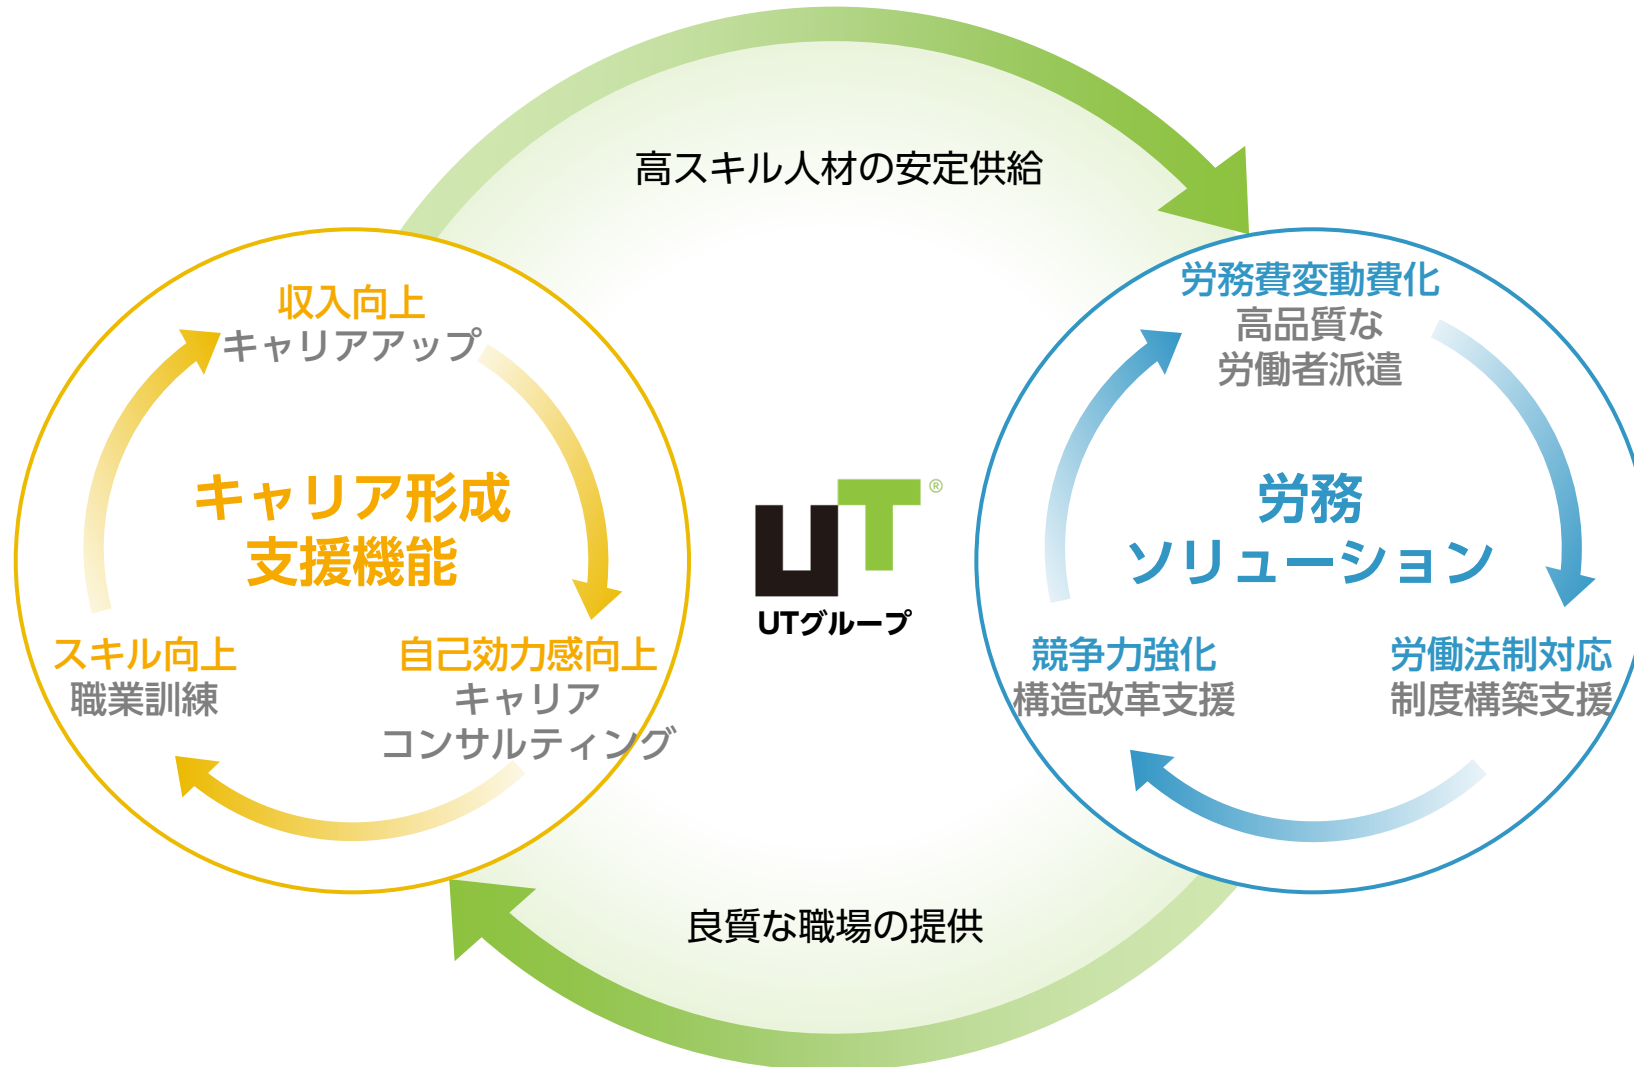 高スキル人材の安定供給
収入向上
キャリアアップ
キャリア形成
支援機能
スキル向上
職業訓練
自己効力感向上
キャリア
コンサルティング
UT®
UTグループ
労務費変動費化
高品質な
労働者派遣
労務
ソリューション
競争力強化
構造改革支援
労働法制対応
制度構築支援
良質な職場の提供